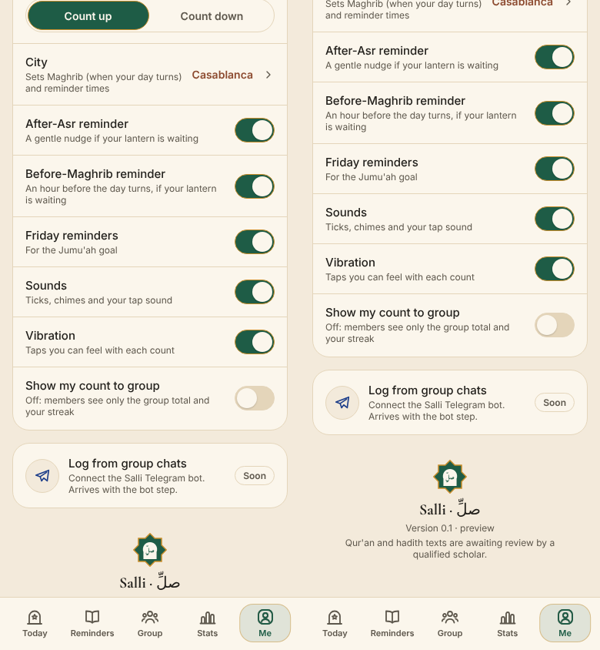 Count up
Count down
City
Sets Maghrib (when your day turns)
and reminder times
Casablanca
After-Asr reminder
A gentle nudge if your lantern is waiting
Before-Maghrib reminder
An hour before the day turns, if your lantern
is waiting
Friday reminders
For the Jumu'ah goal
Sounds
Ticks, chimes and your tap sound
Vibration
Taps you can feel with each count
Show my count to group
Off: members see only the group total and
your streak
Log from group chats
Connect the Salli Telegram bot.
Arrives with the bot step.
Soon
Salli · صلِّ
Today
Reminders
Group
Stats
Me
Sets Maghrib (when your day turns)
and reminder times
Casablanca
After-Asr reminder
A gentle nudge if your lantern is waiting
Before-Maghrib reminder
An hour before the day turns, if your lantern
is waiting
Friday reminders
For the Jumu'ah goal
Sounds
Ticks, chimes and your tap sound
Vibration
Taps you can feel with each count
Show my count to group
Off: members see only the group total and
your streak
Log from group chats
Connect the Salli Telegram bot.
Arrives with the bot step.
Soon
Salli · صلِّ
Version 0.1 · preview
Qur'an and hadith texts are awaiting review by a
qualified scholar.
Today
Reminders
Group
Stats
Me